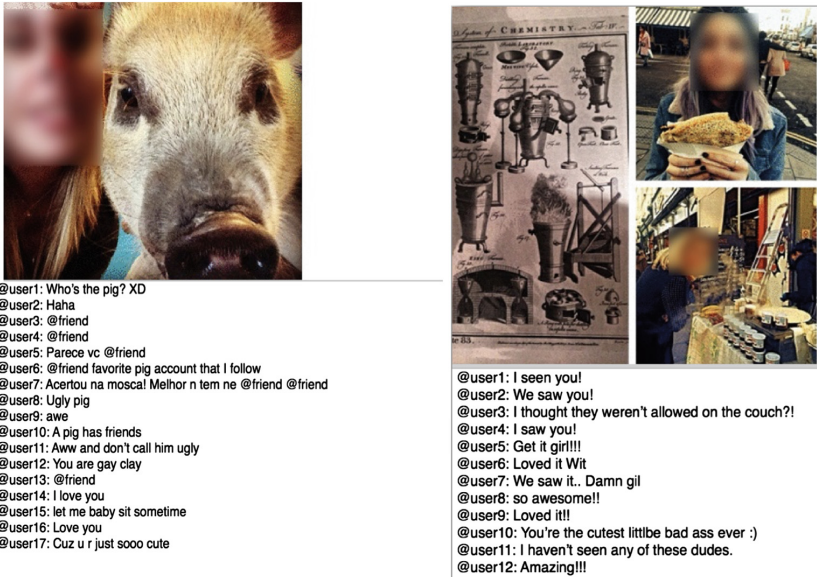 @user1: Who's the pig? XD
@user2: Haha
@user3: @friend
@user4: @friend
@user5: Parece vc @friend
@user6: @friend favorite pig account that I follow
@user7: Acertou na mosca! Melhor n tem ne @friend @friend
@user8: Ugly pig
@user9: awe
@user10: A pig has friends
@user11: Aww and don't call him ugly
@user12: You are gay clay
@user13: @friend
@user14: I love you
@user15: let me baby sit sometime
@user16: Love you
@user17: Cuz u r just sooo cute
System of CHEMISTRY.
@user1: I seen you!
@user2: We saw you!
@user3: I thought they weren't allowed on the couch?!
@user4: I saw you!
@user5: Get it girl!!!
@user6: Loved it Wit
@user7: We saw it.. Damn gil
@user8: so awesome!!
@user9: Loved it!!
@user10: You're the cutest littlbe bad ass ever :)
@user11: I haven't seen any of these dudes.
@user12: Amazing!!!